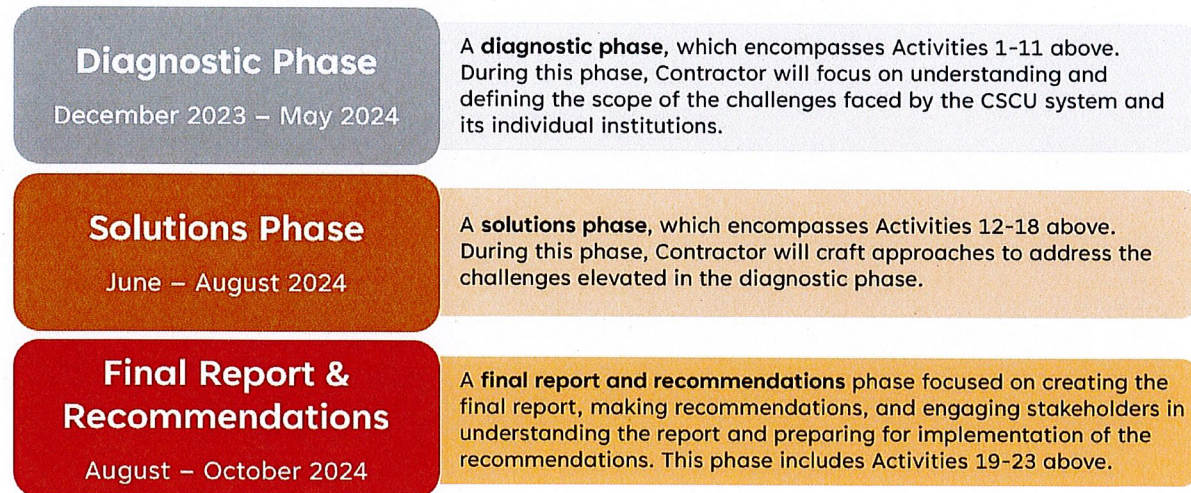 Diagnostic Phase
December 2023 – May 2024
A diagnostic phase, which encompasses Activities 1-11 above.
During this phase, Contractor will focus on understanding and
defining the scope of the challenges faced by the CSCU system and
its individual institutions.
Solutions Phase
June – August 2024
A solutions phase, which encompasses Activities 12-18 above.
During this phase, Contractor will craft approaches to address the
challenges elevated in the diagnostic phase.
Final Report &
Recommendations
August – October 2024
A final report and recommendations phase focused on creating the
final report, making recommendations, and engaging stakeholders in
understanding the report and preparing for implementation of the
recommendations. This phase includes Activities 19-23 above.